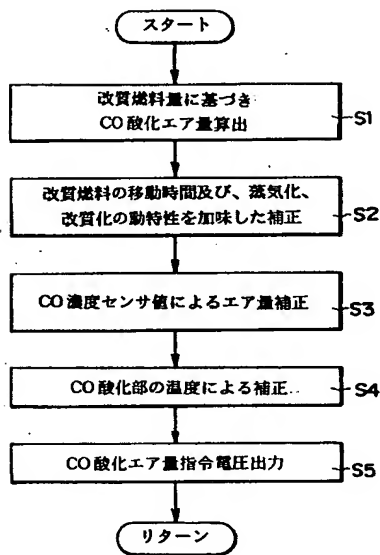 スタート
改質燃料量に基づき
CO酸化エア量算出
S1
改質燃料の移動時間及び、蒸気化、
改質化の動特性を加味した補正
S2
CO濃度センサ値によるエア量補正
S3
CO酸化部の温度による補正
S4
CO酸化エア量指令電圧出力
S5
リターン